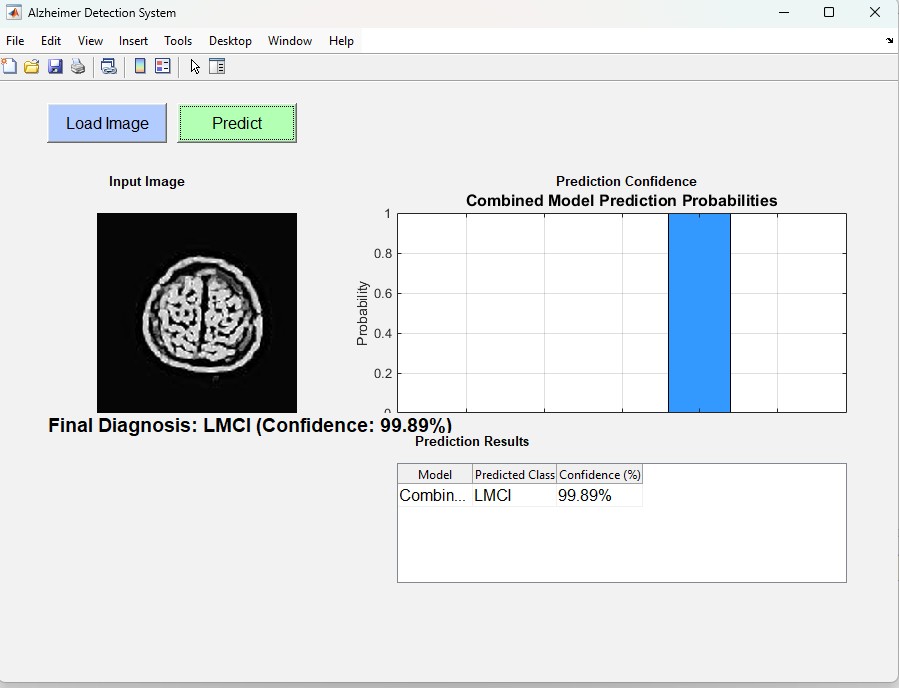 Alzheimer Detection System
File Edit View Insert Tools Desktop Window Help
Load Image Predict
Input Image
Prediction Confidence
Combined Model Prediction Probabilities
1
0.8
0.6
0.4
0.2
0
Probability
Final Diagnosis: LMCI (Confidence: 99.89%)
Prediction Results
Model Predicted Class Confidence (%)
Combin... LMCI 99.89%